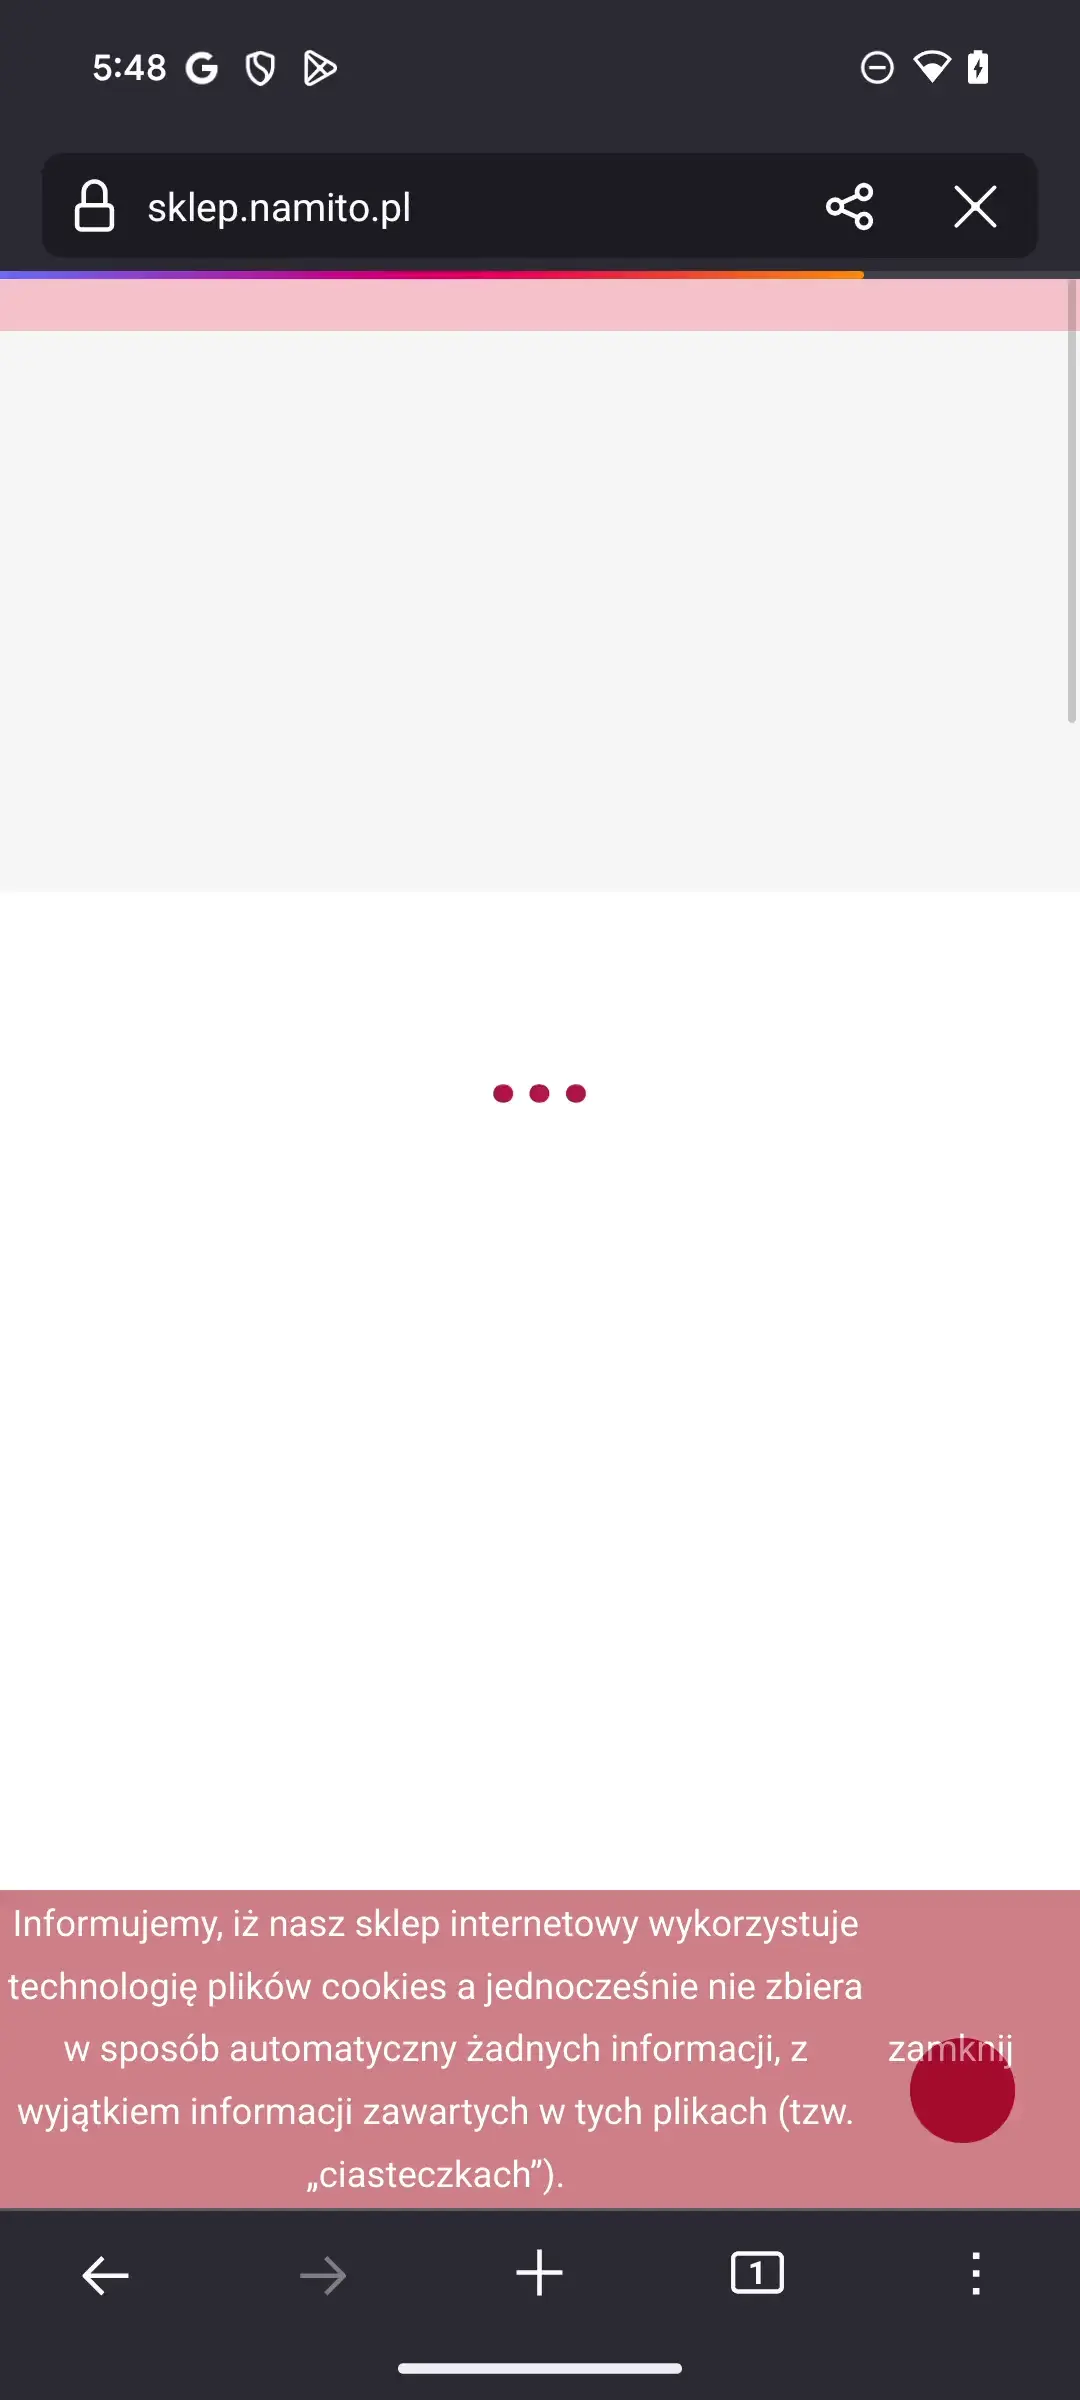 5:48
sklep.namito.pl
Informujemy, iż nasz sklep internetowy wykorzystuje
technologię plików cookies a jednocześnie nie zbiera
w sposób automatyczny żadnych informacji, z
wyjątkiem informacji zawartych w tych plikach (tzw.
„ciasteczkach”).
zamknij
1